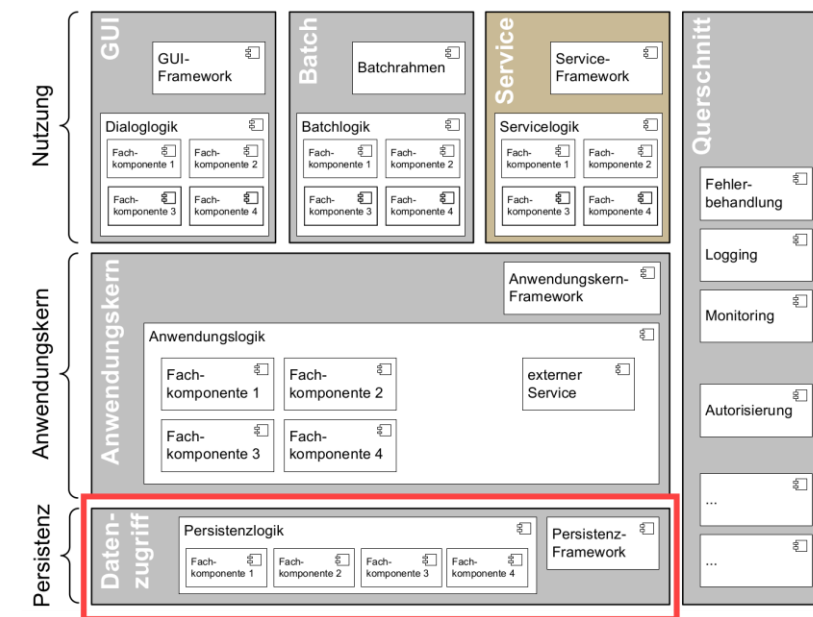 Nutzung
GUI
GUI-
Framework
Dialoglogik
Fach-
komponente 1
Fach-
komponente 2
Fach-
komponente 3
Fach-
komponente 4
Batch
Batchrahmen
Batchlogik
Fach-
komponente 1
Fach-
komponente 2
Fach-
komponente 3
Fach-
komponente 4
Service
Service-
Framework
Servicelogik
Fach-
komponente 1
Fach-
komponente 2
Fach-
komponente 3
Fach-
komponente 4
Anwendungskern
Anwendungskern
Anwendungskern-
Framework
Anwendungslogik
Fach-
komponente 1
Fach-
komponente 2
externer
Service
Fach-
komponente 3
Fach-
komponente 4
Persistenz
Daten-
zugriff
Persistenzlogik
Fach-
komponente 1
Fach-
komponente 2
Fach-
komponente 3
Fach-
komponente 4
Persistenz-
Framework
Querschnitt
Fehler-
behandlung
Logging
Monitoring
Autorisierung
...
...